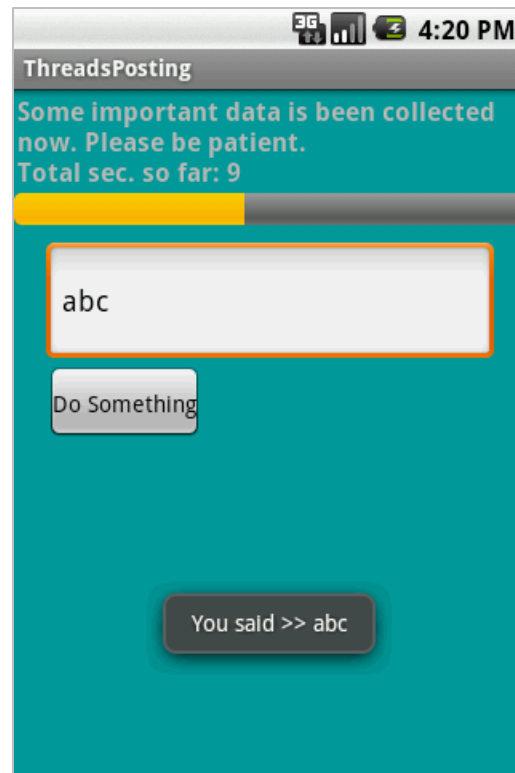 3G 4:20 PM
ThreadsPosting
Some important data is been collected
now. Please be patient.
Total sec. so far: 9
abc
Do Something
You said >> abc